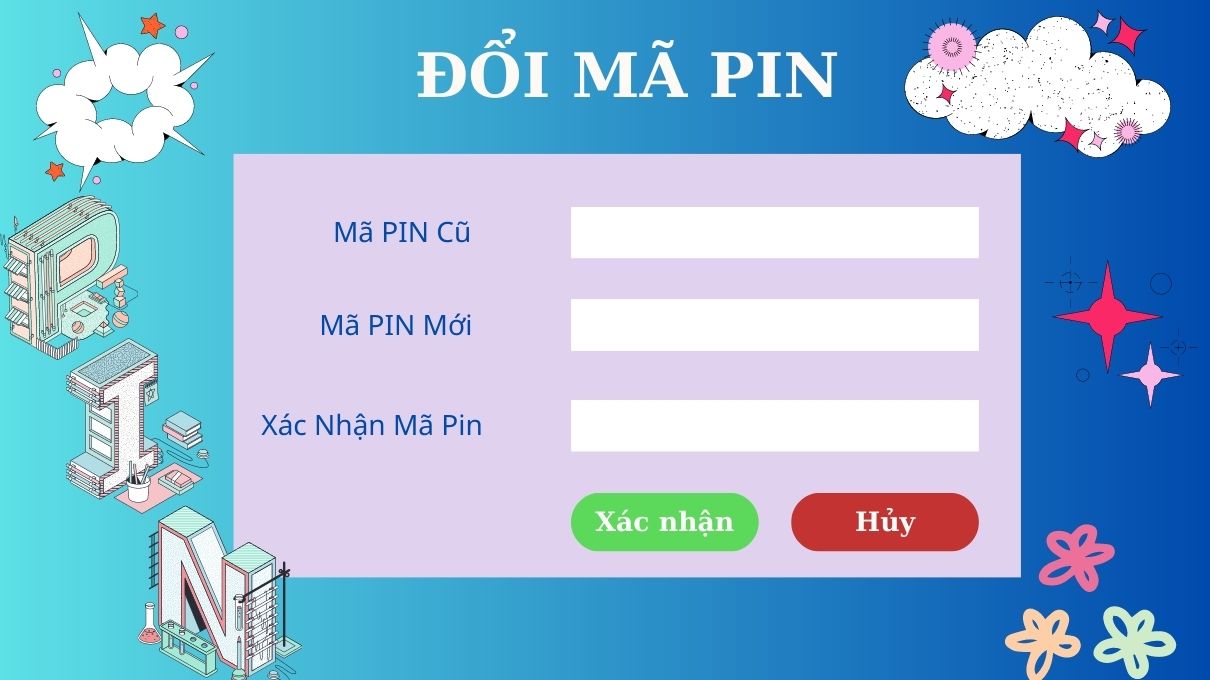 ĐỔI MÃ PIN
Mã PIN Cũ
Mã PIN Mới
Xác Nhận Mã Pin
Xác nhận
Hủy
P
I
N